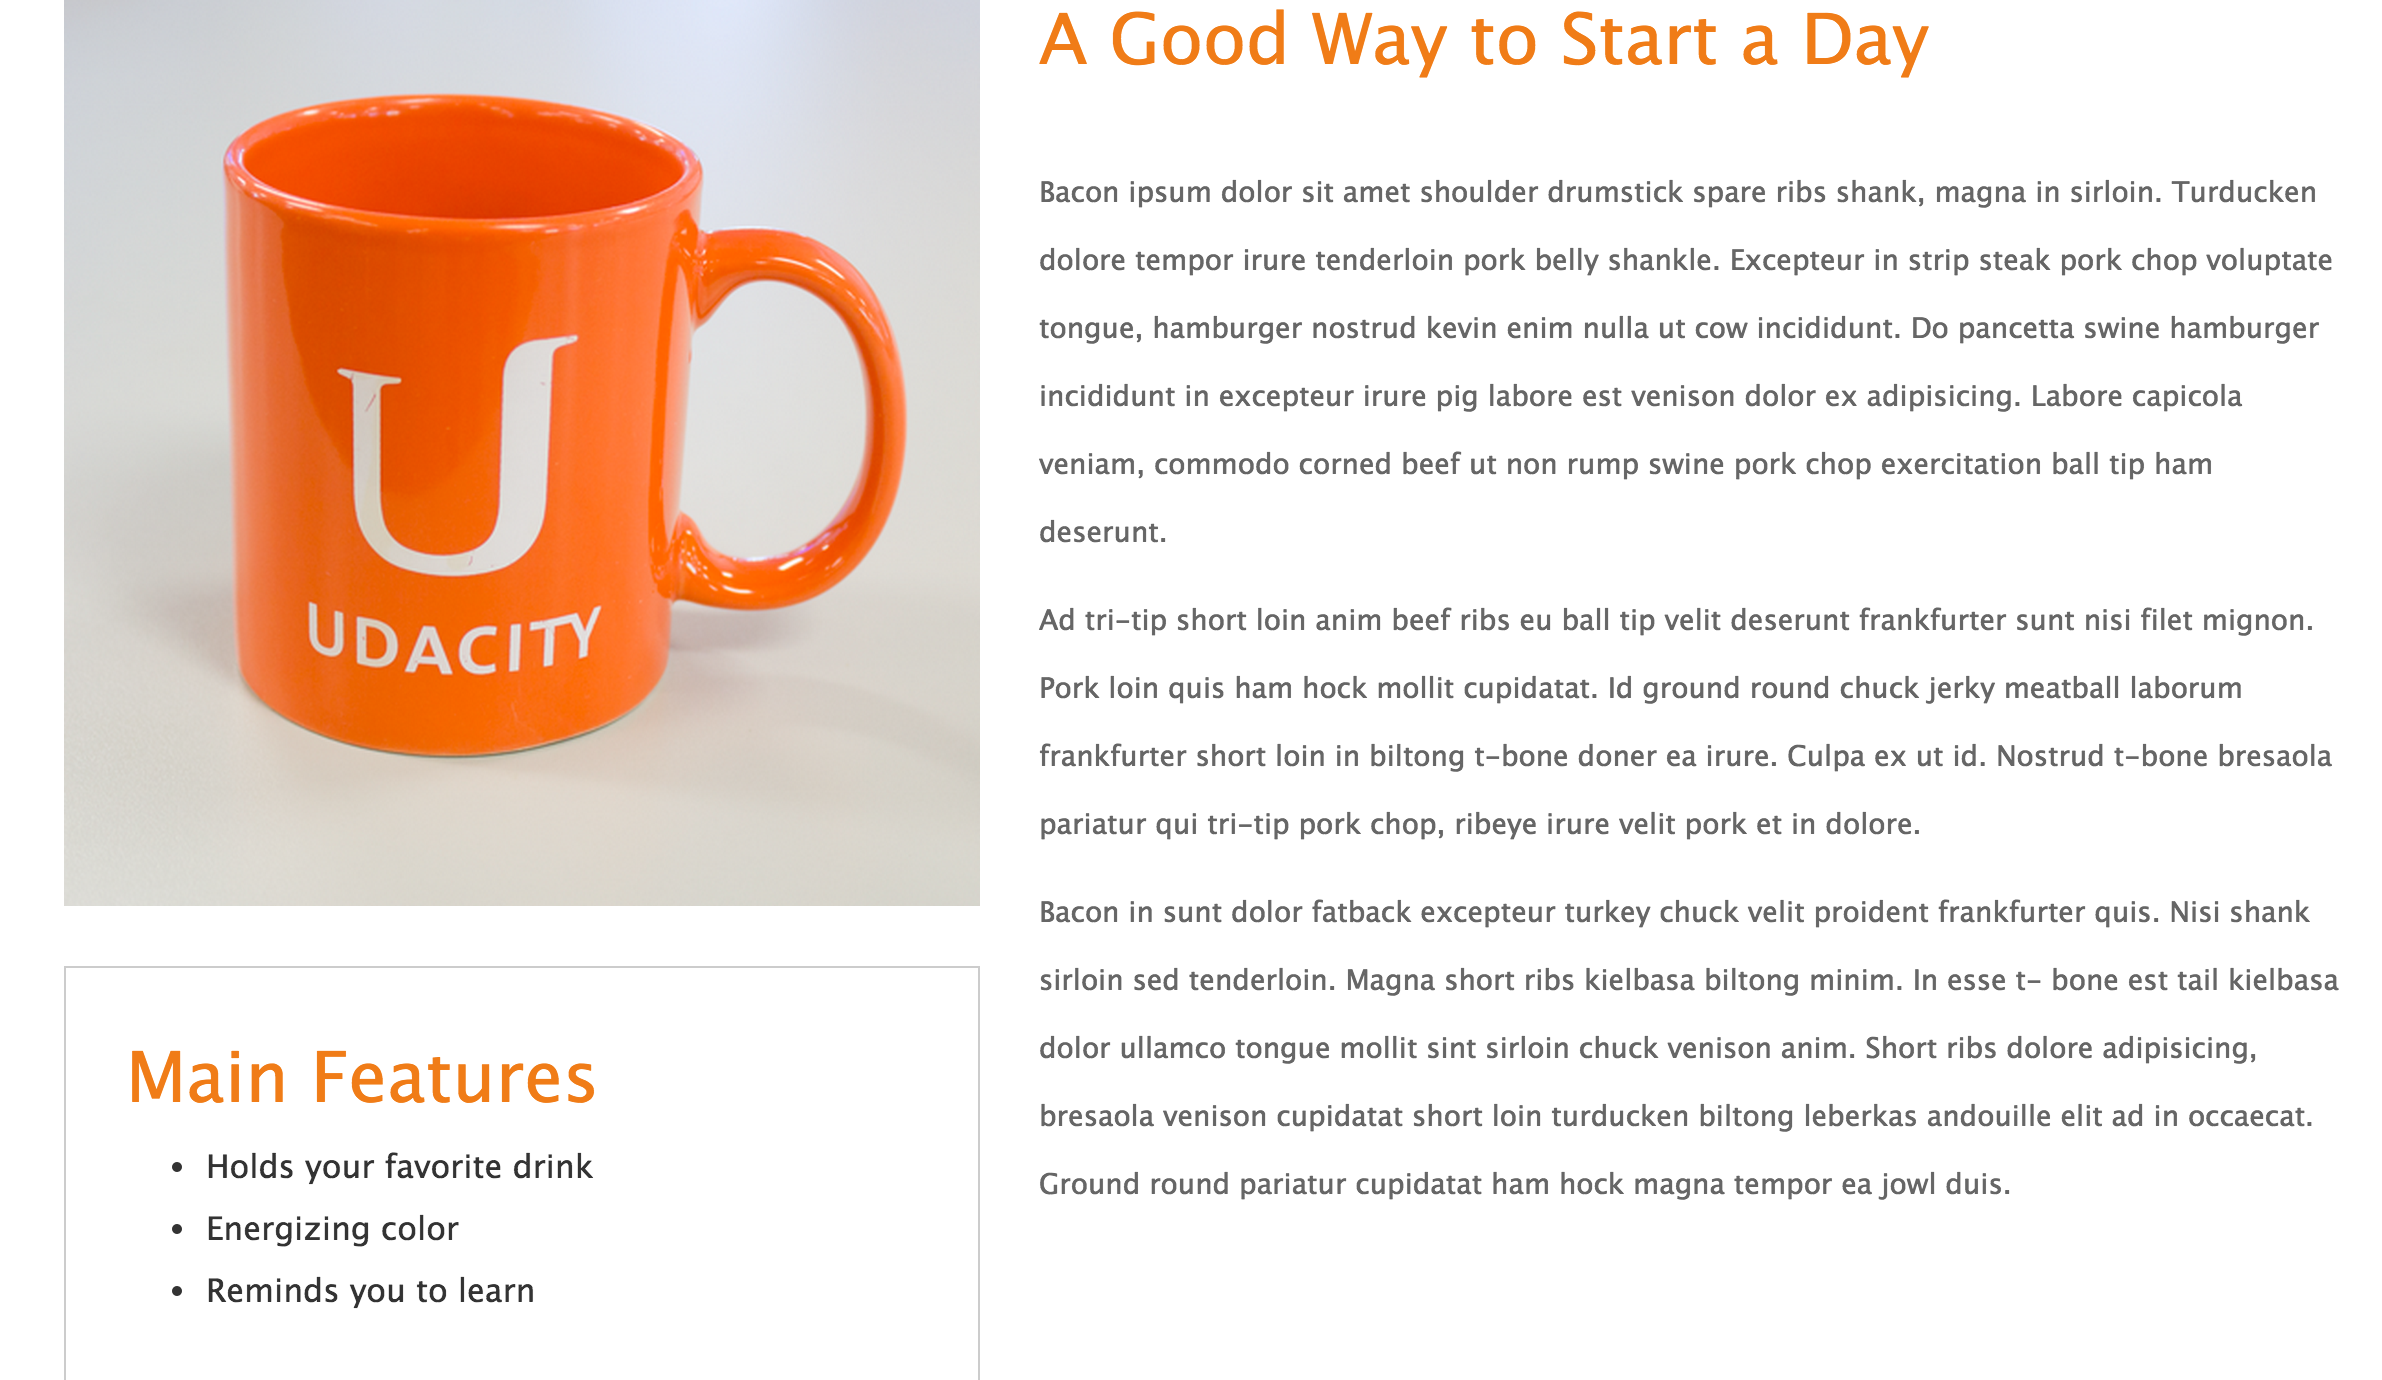 U
UDACITY
Main Features
• Holds your favorite drink
• Energizing color
• Reminds you to learn
A Good Way to Start a Day
Bacon ipsum dolor sit amet shoulder drumstick spare ribs shank, magna in sirloin. Turducken
dolore tempor irure tenderloin pork belly shankle. Excepteur in strip steak pork chop voluptate
tongue, hamburger nostrud kevin enim nulla ut cow incididunt. Do pancetta swine hamburger
incididunt in excepteur irure pig labore est venison dolor ex adipisicing. Labore capicola
veniam, commodo corned beef ut non rump swine pork chop exercitation ball tip ham
deserunt.
Ad tri-tip short loin anim beef ribs eu ball tip velit deserunt frankfurter sunt nisi filet mignon.
Pork loin quis ham hock mollit cupidatat. Id ground round chuck jerky meatball laborum
frankfurter short loin in biltong t-bone doner ea irure. Culpa ex ut id. Nostrud t-bone bresaola
pariatur qui tri-tip pork chop, ribeye irure velit pork et in dolore.
Bacon in sunt dolor fatback excepteur turkey chuck velit proident frankfurter quis. Nisi shank
sirloin sed tenderloin. Magna short ribs kielbasa biltong minim. In esse t- bone est tail kielbasa
dolor ullamco tongue mollit sint sirloin chuck venison anim. Short ribs dolore adipisicing,
bresaola venison cupidatat short loin turducken biltong leberkas andouille elit ad in occaecat.
Ground round pariatur cupidatat ham hock magna tempor ea jowl duis.